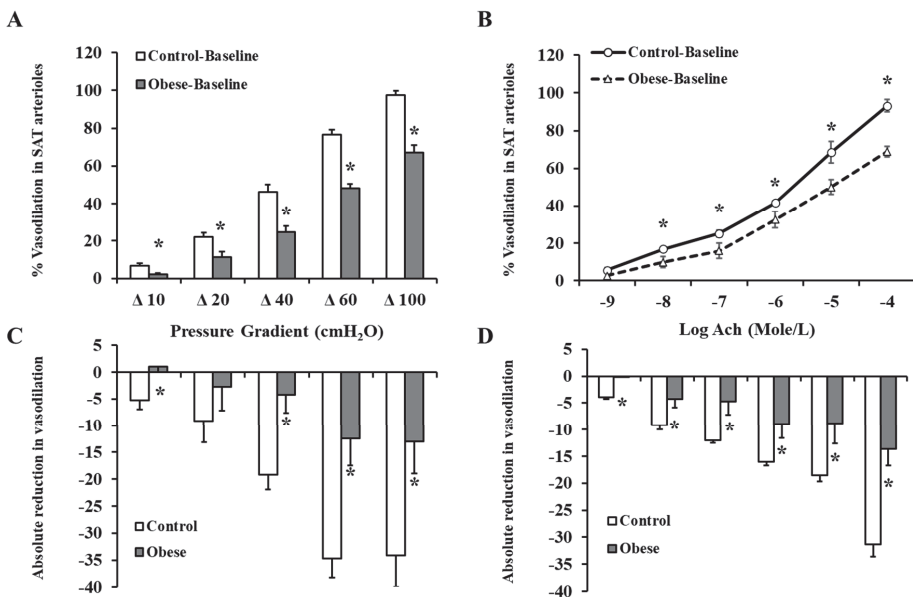 A
% Vasodilation in SAT arterioles
120
100
80
60
40
20
0
Control-Baseline
Obese-Baseline
*
*
*
*
*
Δ 10
Δ 20
Δ 40
Δ 60
Δ 100
Pressure Gradient (cmH₂O)
B
% Vasodilation in SAT arterioles
120
100
80
60
40
20
0
Control-Baseline
Obese-Baseline
*
*
*
*
*
-9
-8
-7
-6
-5
-4
Log Ach (Mole/L)
C
Absolute reduction in vasodilation
5
0
-5
-10
-15
-20
-25
-30
-35
-40
*
*
*
*
Control
Obese
D
Absolute reduction in vasodilation
5
0
-5
-10
-15
-20
-25
-30
-35
-40
*
*
*
*
*
*
Control
Obese